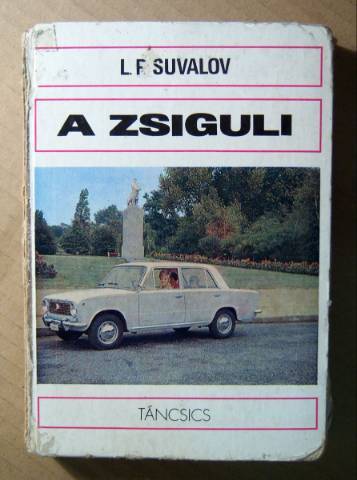 L. F. SUVALOV
A ZSIGULI
TÁNCSICS